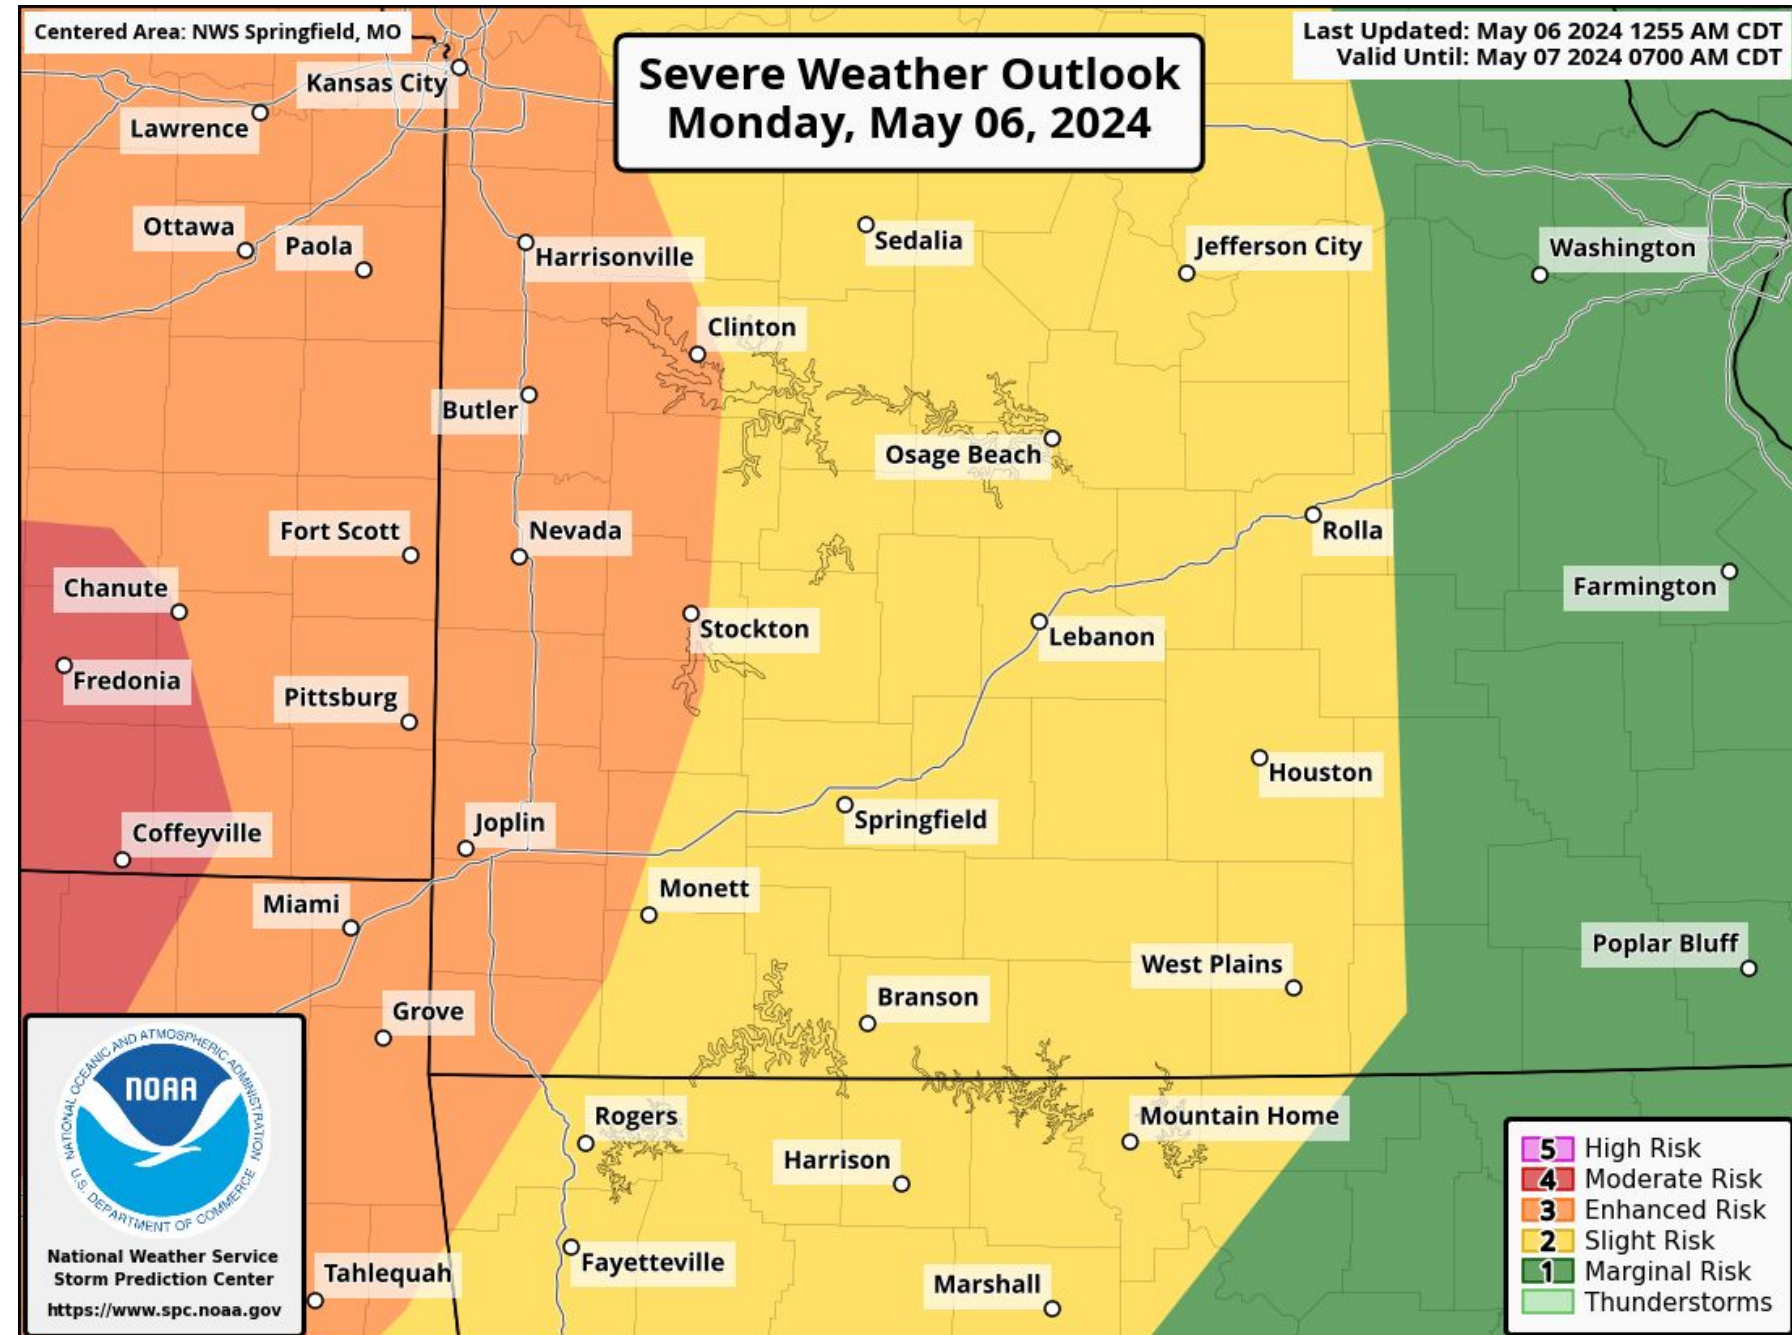 Centered Area: NWS Springfield, MO
Last Updated: May 06 2024 1255 AM CDT
Valid Until: May 07 2024 0700 AM CDT
Severe Weather Outlook
Monday, May 06, 2024
Kansas City
Lawrence
Ottawa
Paola
Harrisonville
Sedalia
Jefferson City
Washington
Clinton
Butler
Osage Beach
Fort Scott
Nevada
Rolla
Chanute
Farmington
Stockton
Lebanon
Fredonia
Pittsburg
Houston
Coffeyville
Joplin
Springfield
Miami
Monett
Poplar Bluff
West Plains
Grove
Branson
Rogers
Mountain Home
Harrison
Tahlequah
Fayetteville
Marshall
NATIONAL OCEANIC AND ATMOSPHERIC ADMINISTRATION
NOAA
U.S. DEPARTMENT OF COMMERCE
National Weather Service
Storm Prediction Center
https://www.spc.noaa.gov
5 High Risk
4 Moderate Risk
3 Enhanced Risk
2 Slight Risk
1 Marginal Risk
Thunderstorms